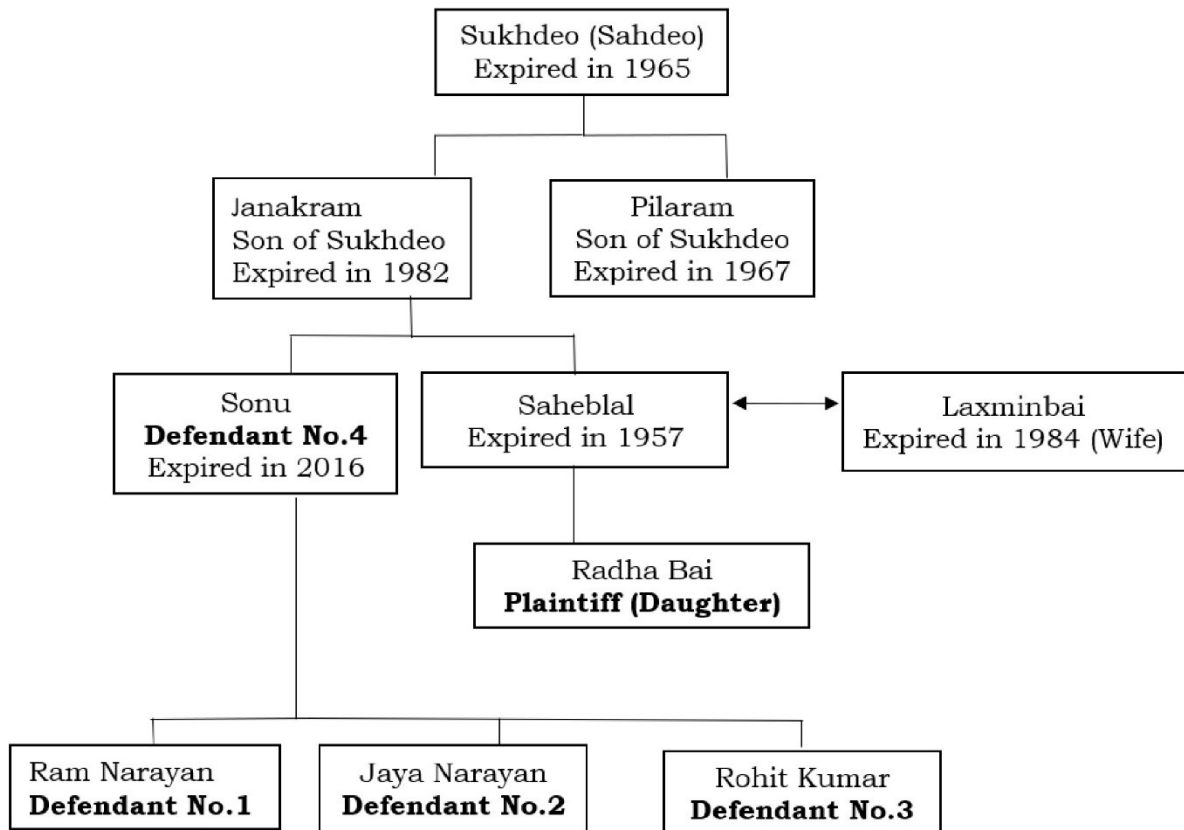 Sukhdeo (Sahdeo)
Expired in 1965
Janakram
Son of Sukhdeo
Expired in 1982
Pilaram
Son of Sukhdeo
Expired in 1967
Sonu
Defendant No.4
Expired in 2016
Saheblal
Expired in 1957
Laxminbai
Expired in 1984 (Wife)
Radha Bai
Plaintiff (Daughter)
Ram Narayan
Defendant No.1
Jaya Narayan
Defendant No.2
Rohit Kumar
Defendant No.3